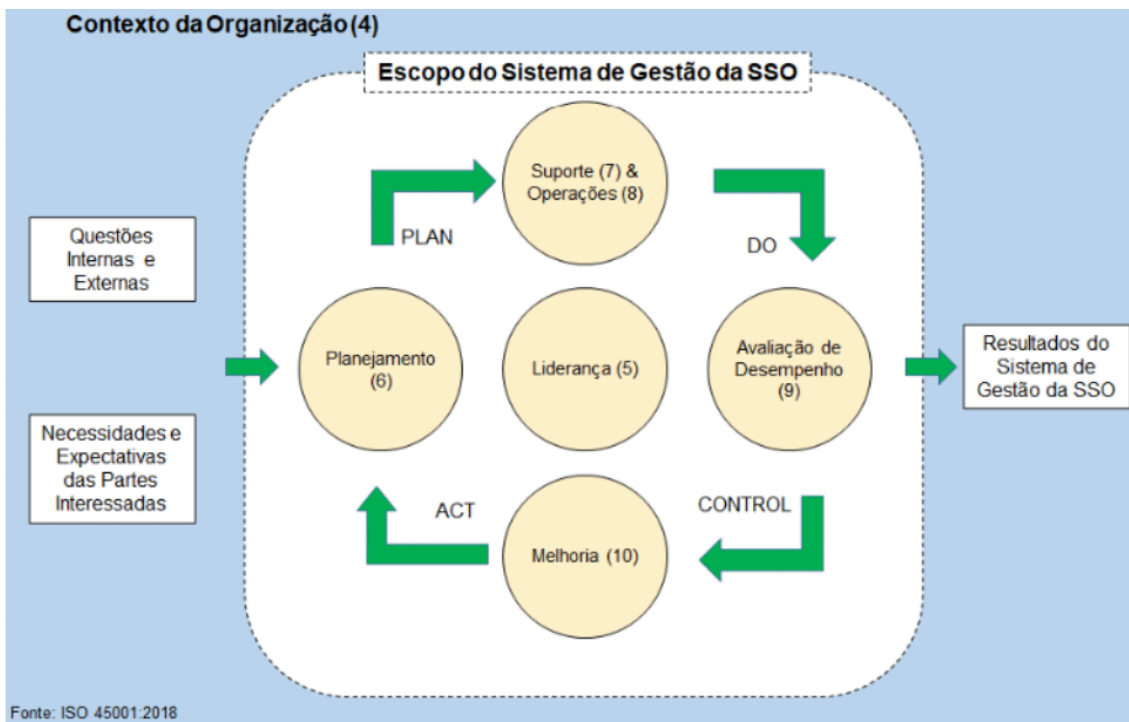 Contexto da Organização (4)
Escopo do Sistema de Gestão da SSO
Suporte (7) &
Operações (8)
PLAN
DO
Questões
Internas e
Externas
Planejamento
(6)
Liderança (5)
Avaliação de
Desempenho
(9)
Resultados do
Sistema de
Gestão da SSO
Necessidades e
Expectativas
das Partes
Interessadas
ACT
CONTROL
Melhoria (10)
Fonte: ISO 45001:2018